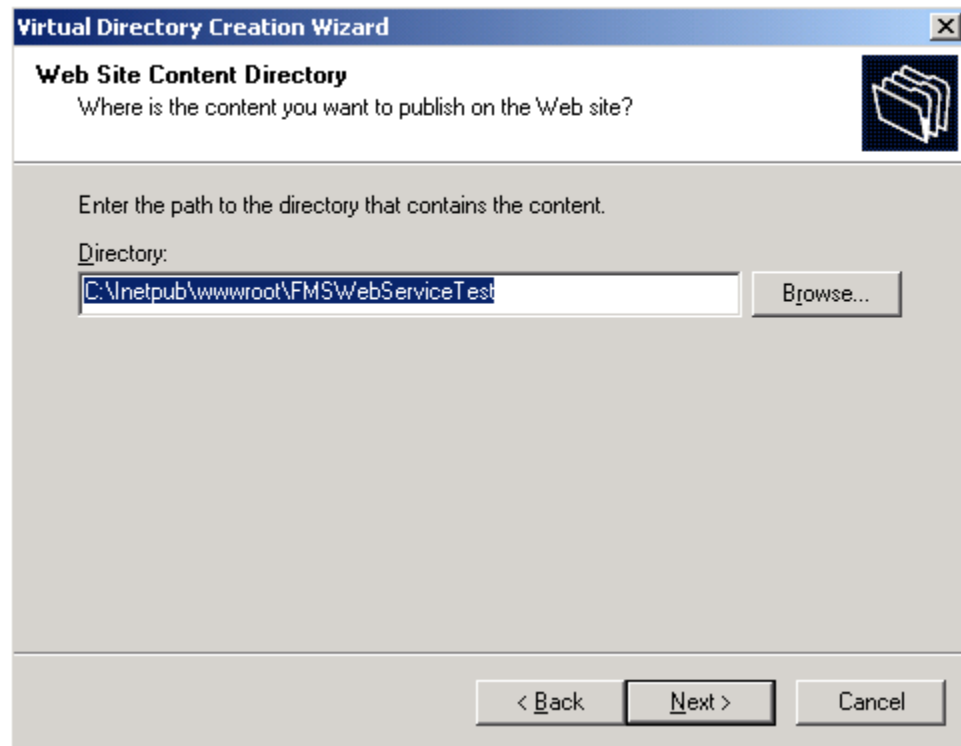 Virtual Directory Creation Wizard
Web Site Content Directory
Where is the content you want to publish on the Web site?
Enter the path to the directory that contains the content.
Directory:
C:\Inetpub\wwwroot\FMSWebServiceTest
Browse...
< Back
Next >
Cancel